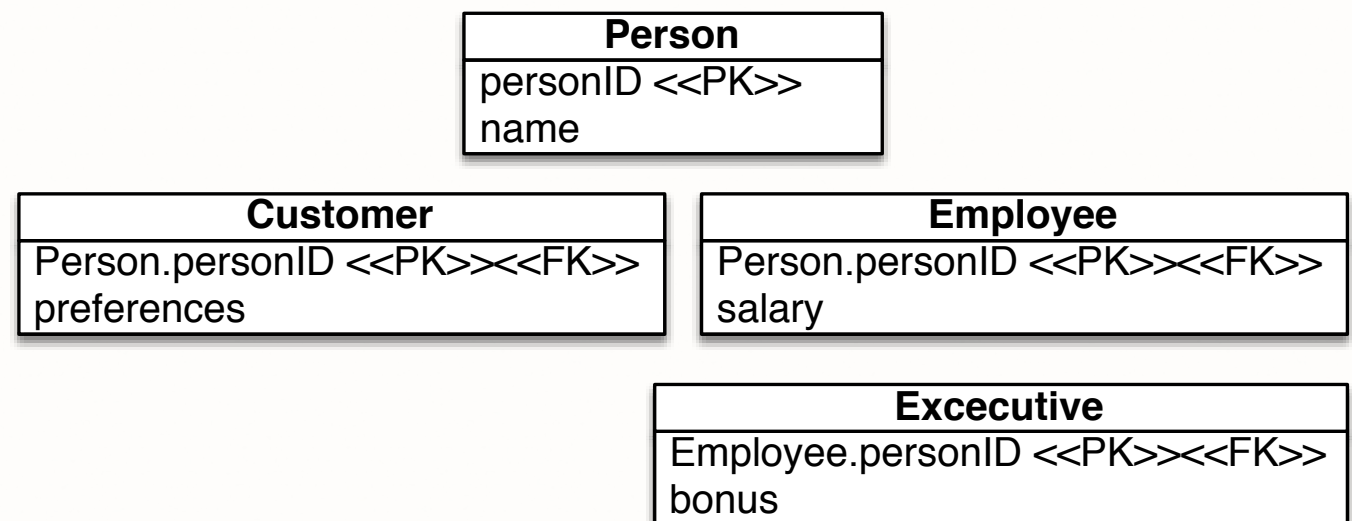 Person
personID <<PK>>
name
Customer
Person.personID <<PK>><<FK>>
preferences
Employee
Person.personID <<PK>><<FK>>
salary
Excecutive
Employee.personID <<PK>><<FK>>
bonus